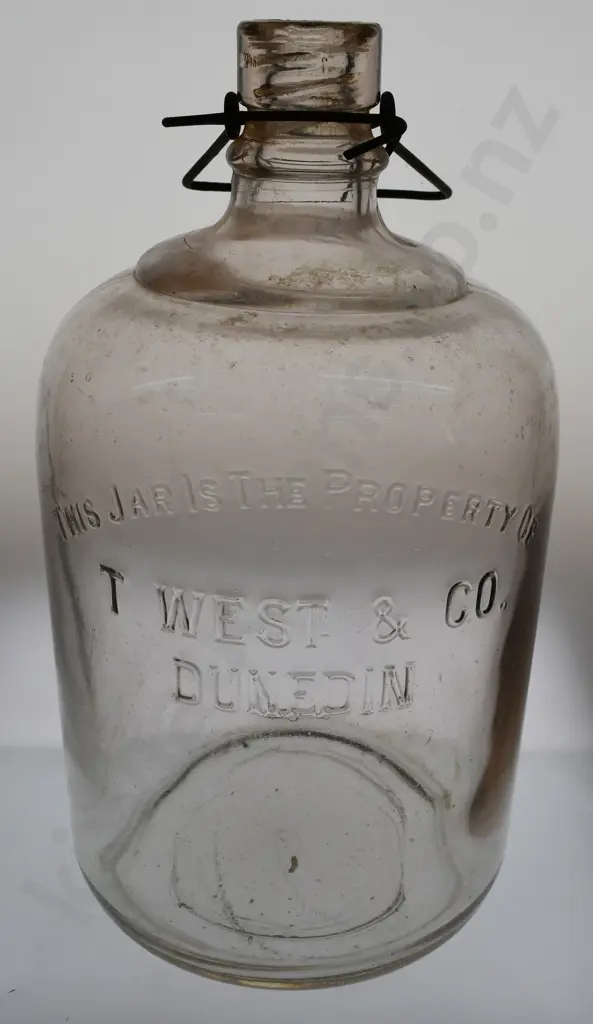 THIS JAR IS THE PROPERTY OF
T WEST & CO.
DUNEDIN